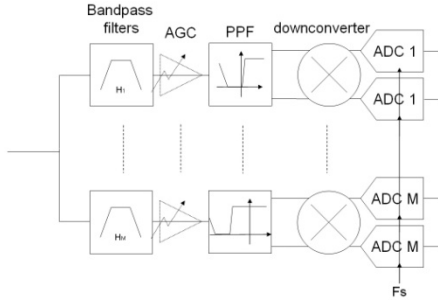 Bandpass
filters
AGC
PPF
downconverter
H1
ADC 1
ADC 1
HM
ADC M
ADC M
Fs